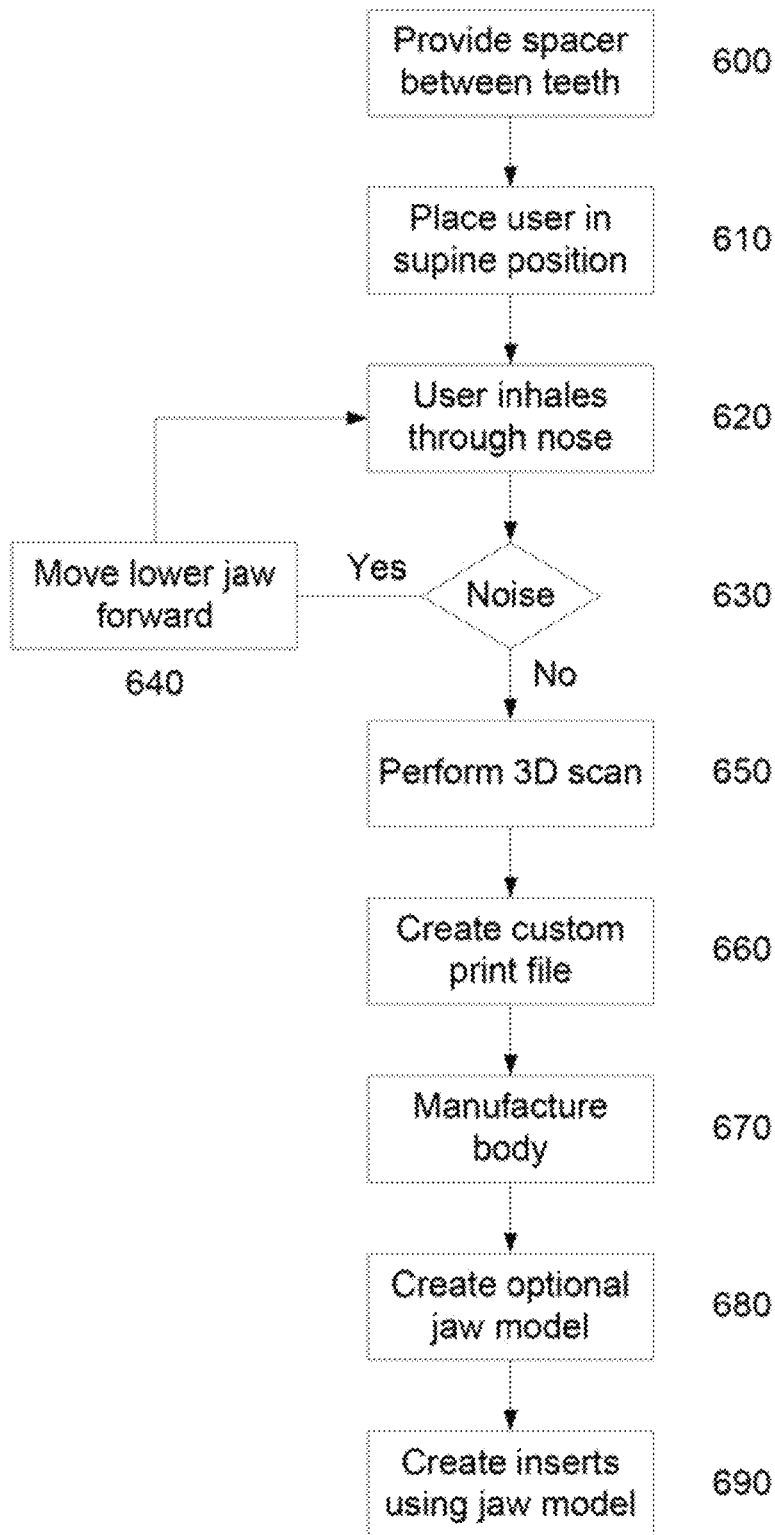 Provide spacer
between teeth
600
Place user in
supine position
610
User inhales
through nose
620
Move lower jaw
forward
640
Yes
Noise
630
No
Perform 3D scan
650
Create custom
print file
660
Manufacture
body
670
Create optional
jaw model
680
Create inserts
using jaw model
690